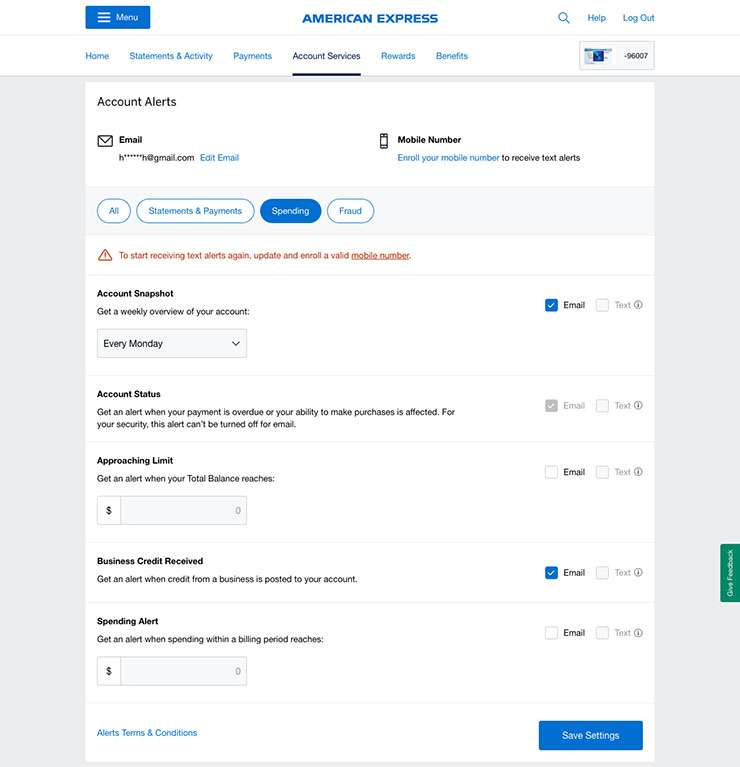 Menu
AMERICAN EXPRESS
Help
Log Out
Home
Statements & Activity
Payments
Account Services
Rewards
Benefits
-96007
Account Alerts
Email
h******h@gmail.com Edit Email
Mobile Number
Enroll your mobile number to receive text alerts
All
Statements & Payments
Spending
Fraud
To start receiving text alerts again, update and enroll a valid mobile number.
Account Snapshot
Get a weekly overview of your account:
Email
Text
Every Monday
Account Status
Get an alert when your payment is overdue or your ability to make purchases is affected. For
your security, this alert can't be turned off for email.
Email
Text
Approaching Limit
Get an alert when your Total Balance reaches:
Email
Text
$ 0
Business Credit Received
Get an alert when credit from a business is posted to your account.
Email
Text
Give Feedback
Spending Alert
Get an alert when spending within a billing period reaches:
Email
Text
$ 0
Alerts Terms & Conditions
Save Settings